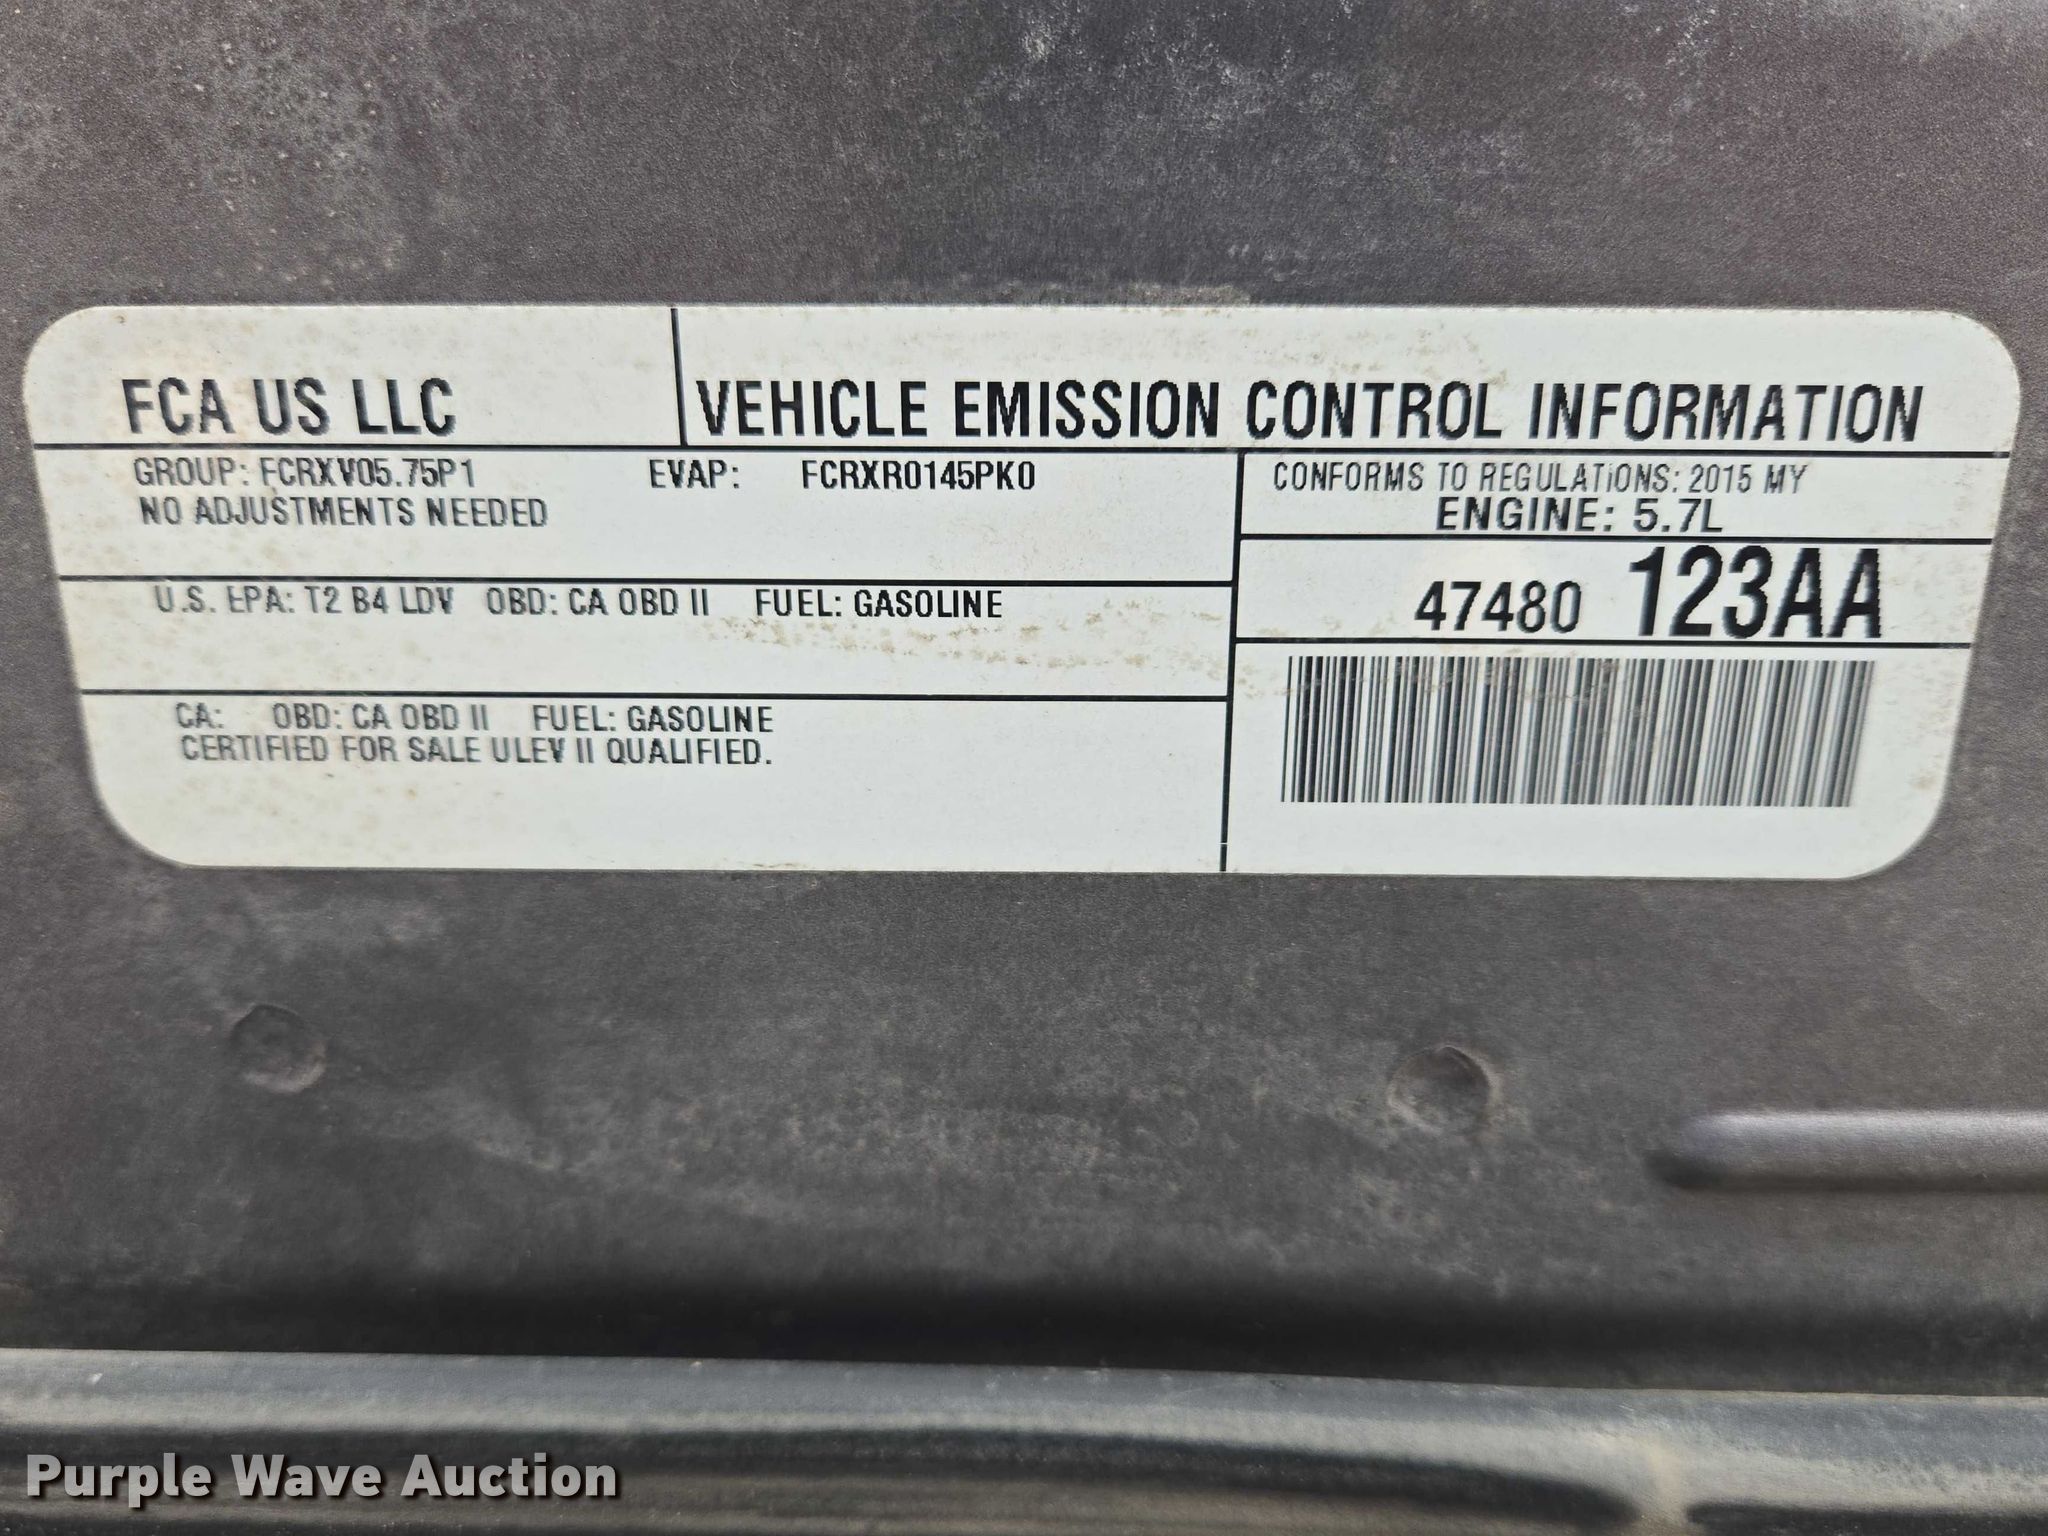 FCA US LLC
VEHICLE EMISSION CONTROL INFORMATION
GROUP: FCRXV05.75P1 EVAP: FCRXR0145PK0
NO ADJUSTMENTS NEEDED
CONFORMS TO REGULATIONS: 2015 MY
ENGINE: 5.7L
47480 123AA
U.S. EPA: T2 B4 LDV OBD: CA OBD II FUEL: GASOLINE
CA: OBD: CA OBD II FUEL: GASOLINE
CERTIFIED FOR SALE ULEV II QUALIFIED.
Purple Wave Auction